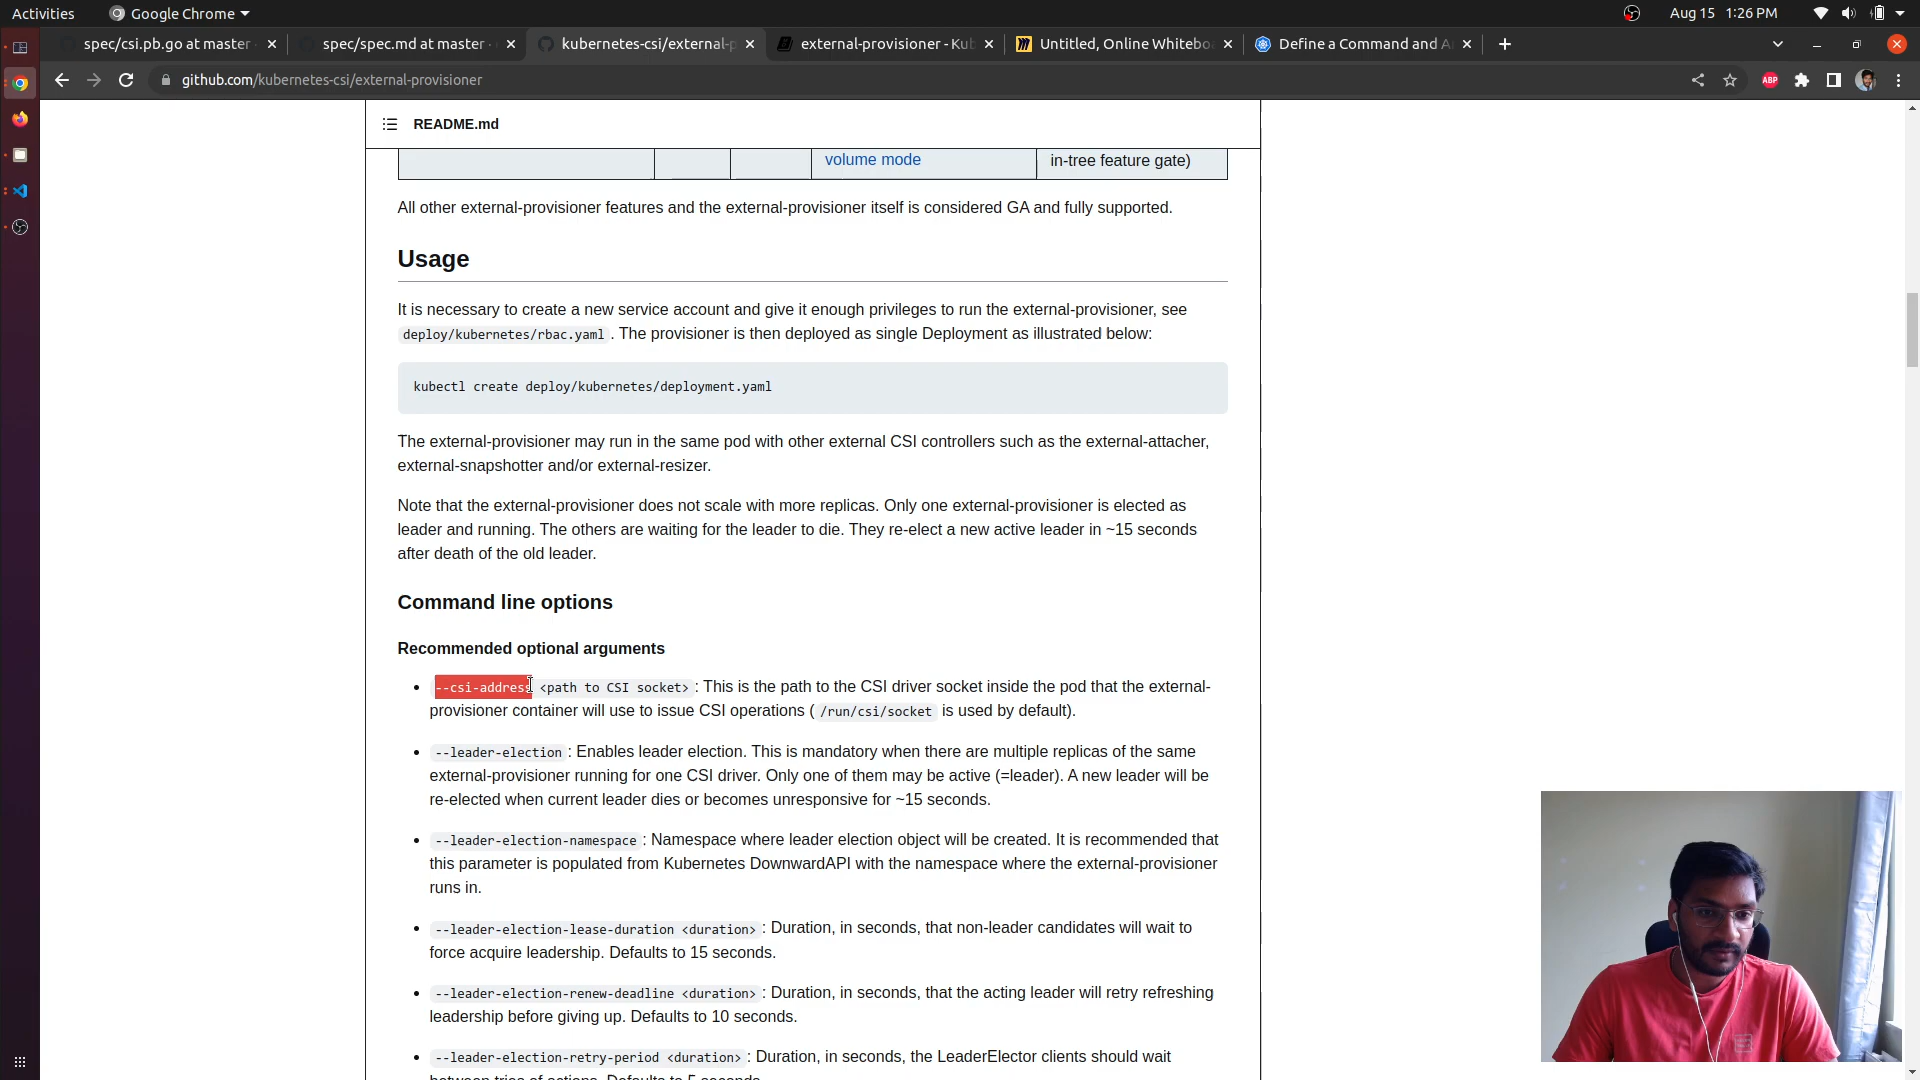 Activities
Google Chrome
Aug 15 1:26 PM
spec/csi.pb.go at master
spec/spec.md at master
kubernetes-csi/external-p
external-provisioner - Kub
Untitled, Online Whitebo
Define a Command and A
github.com/kubernetes-csi/external-provisioner
ABP
README.md
volume mode
in-tree feature gate)
All other external-provisioner features and the external-provisioner itself is considered GA and fully supported.
Usage
It is necessary to create a new service account and give it enough privileges to run the external-provisioner, see
deploy/kubernetes/rbac.yaml . The provisioner is then deployed as single Deployment as illustrated below:
kubectl create deploy/kubernetes/deployment.yaml
The external-provisioner may run in the same pod with other external CSI controllers such as the external-attacher,
external-snapshotter and/or external-resizer.
Note that the external-provisioner does not scale with more replicas. Only one external-provisioner is elected as
leader and running. The others are waiting for the leader to die. They re-elect a new active leader in ~15 seconds
after death of the old leader.
Command line options
Recommended optional arguments
• --csi-address <path to CSI socket> : This is the path to the CSI driver socket inside the pod that the external-
provisioner container will use to issue CSI operations ( /run/csi/socket is used by default).
• --leader-election : Enables leader election. This is mandatory when there are multiple replicas of the same
external-provisioner running for one CSI driver. Only one of them may be active (=leader). A new leader will be
re-elected when current leader dies or becomes unresponsive for ~15 seconds.
• --leader-election-namespace : Namespace where leader election object will be created. It is recommended that
this parameter is populated from Kubernetes DownwardAPI with the namespace where the external-provisioner
runs in.
• --leader-election-lease-duration <duration> : Duration, in seconds, that non-leader candidates will wait to
force acquire leadership. Defaults to 15 seconds.
• --leader-election-renew-deadline <duration> : Duration, in seconds, that the acting leader will retry refreshing
leadership before giving up. Defaults to 10 seconds.
• --leader-election-retry-period <duration> : Duration, in seconds, the LeaderElector clients should wait
between tries of actions. Defaults to 5 seconds.